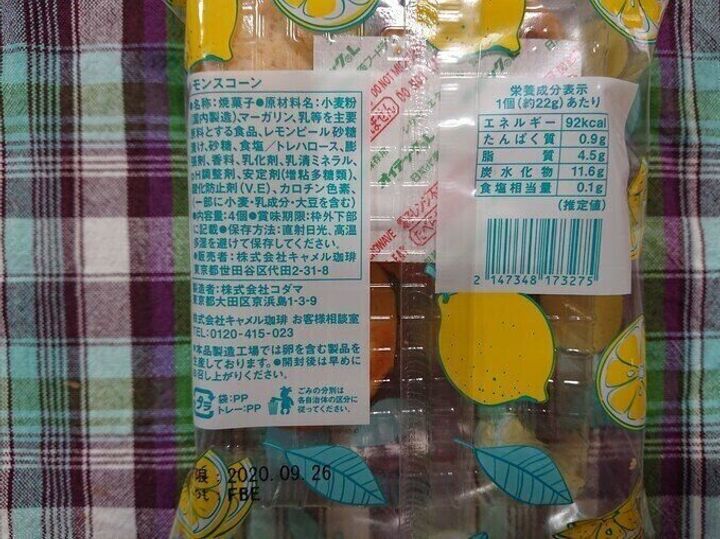 モンスコーン
●名称:焼菓子●原材料名:小麦粉
国内製造)、マーガリン、乳等を主要
原料とする食品、レモンピール砂糖
漬け、砂糖、食塩/トレハロース、膨
張剤、香料、乳化剤、乳清ミネラル、
pH調整剤、安定剤(増粘多糖類)、
酸化防止剤(V.E)、カロチン色素、
一部に小麦・乳成分・大豆を含む)
●内容量:4個●賞味期限:枠外下部
に記載●保存方法:直射日光、高温
多湿を避けて保存してください。
●販売者:株式会社キャメル珈琲
東京都世田谷区代田2-31-8
製造者:株式会社コダマ
東京都大田区京浜島1-3-9
株式会社キャメル珈琲 お客様相談室
TEL:0120-415-023
*本品製造工場では卵を含む製品を
生産しております。●開封後は早めに
お召し上がりください。
プラ
袋:PP
トレー:PP
ごみの分別は
各自治体の区分に
従ってください。
限 2020.09.26
FBE
栄養成分表示
1個(約22g)あたり
エネルギー 92kcal
たんぱく質 0.9g
脂質 4.5g
炭水化物 11.6g
食塩相当量 0.1g
(推定値)
2 147348 173275
DO NOT
ません